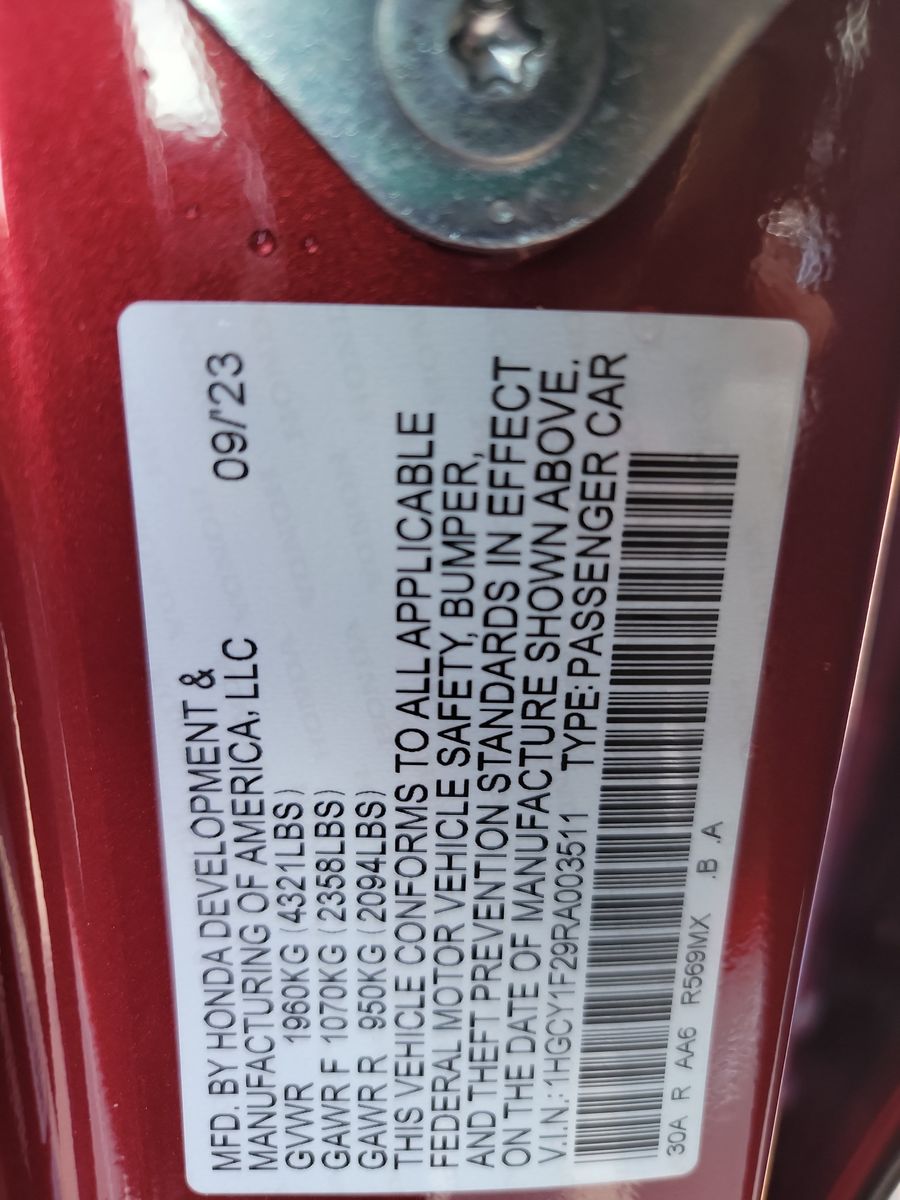 MFD. BY HONDA DEVELOPMENT &
MANUFACTURING OF AMERICA, LLC 09/'23
GVWR 1960KG (4321LBS)
GAWR F 1070KG (2358LBS)
GAWR R 950KG (2094LBS)
THIS VEHICLE CONFORMS TO ALL APPLICABLE
FEDERAL MOTOR VEHICLE SAFETY, BUMPER,
AND THEFT PREVENTION STANDARDS IN EFFECT
ON THE DATE OF MANUFACTURE SHOWN ABOVE.
V.I.N.:1HGCY1F29RA003511 TYPE: PASSENGER CAR
30A R AA6 R569MX .B .A